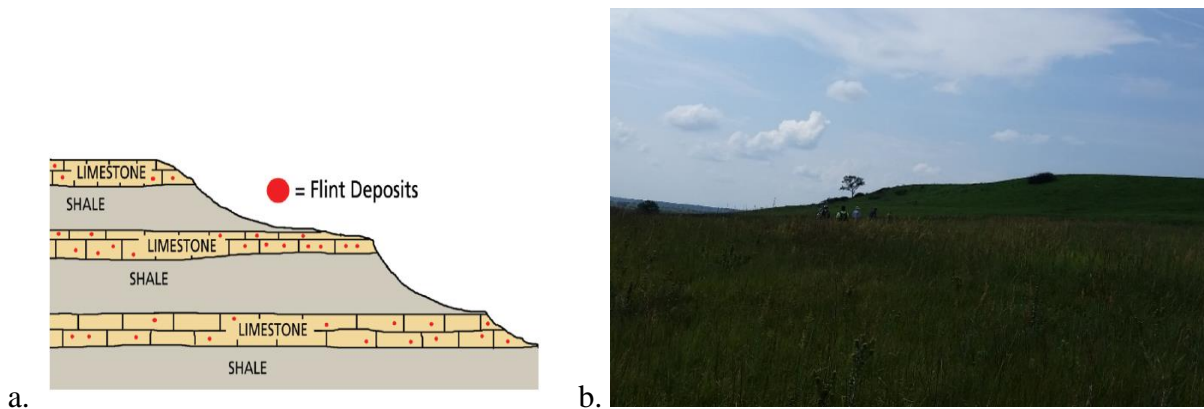 LIMESTONE
= Flint Deposits
SHALE
LIMESTONE
SHALE
LIMESTONE
SHALE
a.
b.